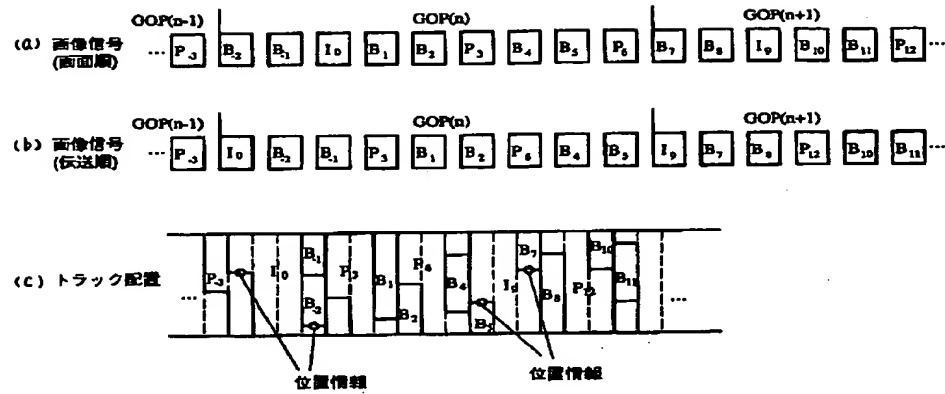 GOP(n-1) GOP(n) GOP(n+1)
(a) 画像信号 (画面順) ... P-3 B-2 B-1 I0 B1 B2 P3 B4 B5 P6 B7 B8 I9 B10 B11 P12 ...
GOP(n-1) GOP(n) GOP(n+1)
(b) 画像信号 (伝送順) ... P-3 I0 B-2 B-1 P3 B1 B2 P6 B4 B5 I9 B7 B8 P12 B10 B11 ...
(c) トラック配置 ... P-3 I0 B-1 B-2 P3 B1 P6 B2 B4 B5 I9 B7 B8 P12 B10 B11 ...
位置情報 位置情報